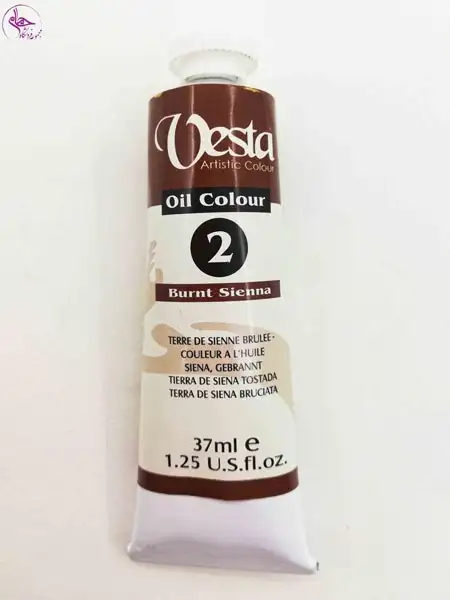 Vesta
Artistic Colour
Oil Colour
2
Burnt Sienna
TERRE DE SIENNE BRULEE-
COULEUR A L'HUILE
SIENA, GEBRANNT
TIERRA DE SIENA TOSTADA
TERRA DE SIENA BRUCIATA
37ml e
1.25 U.S.fl.oz.